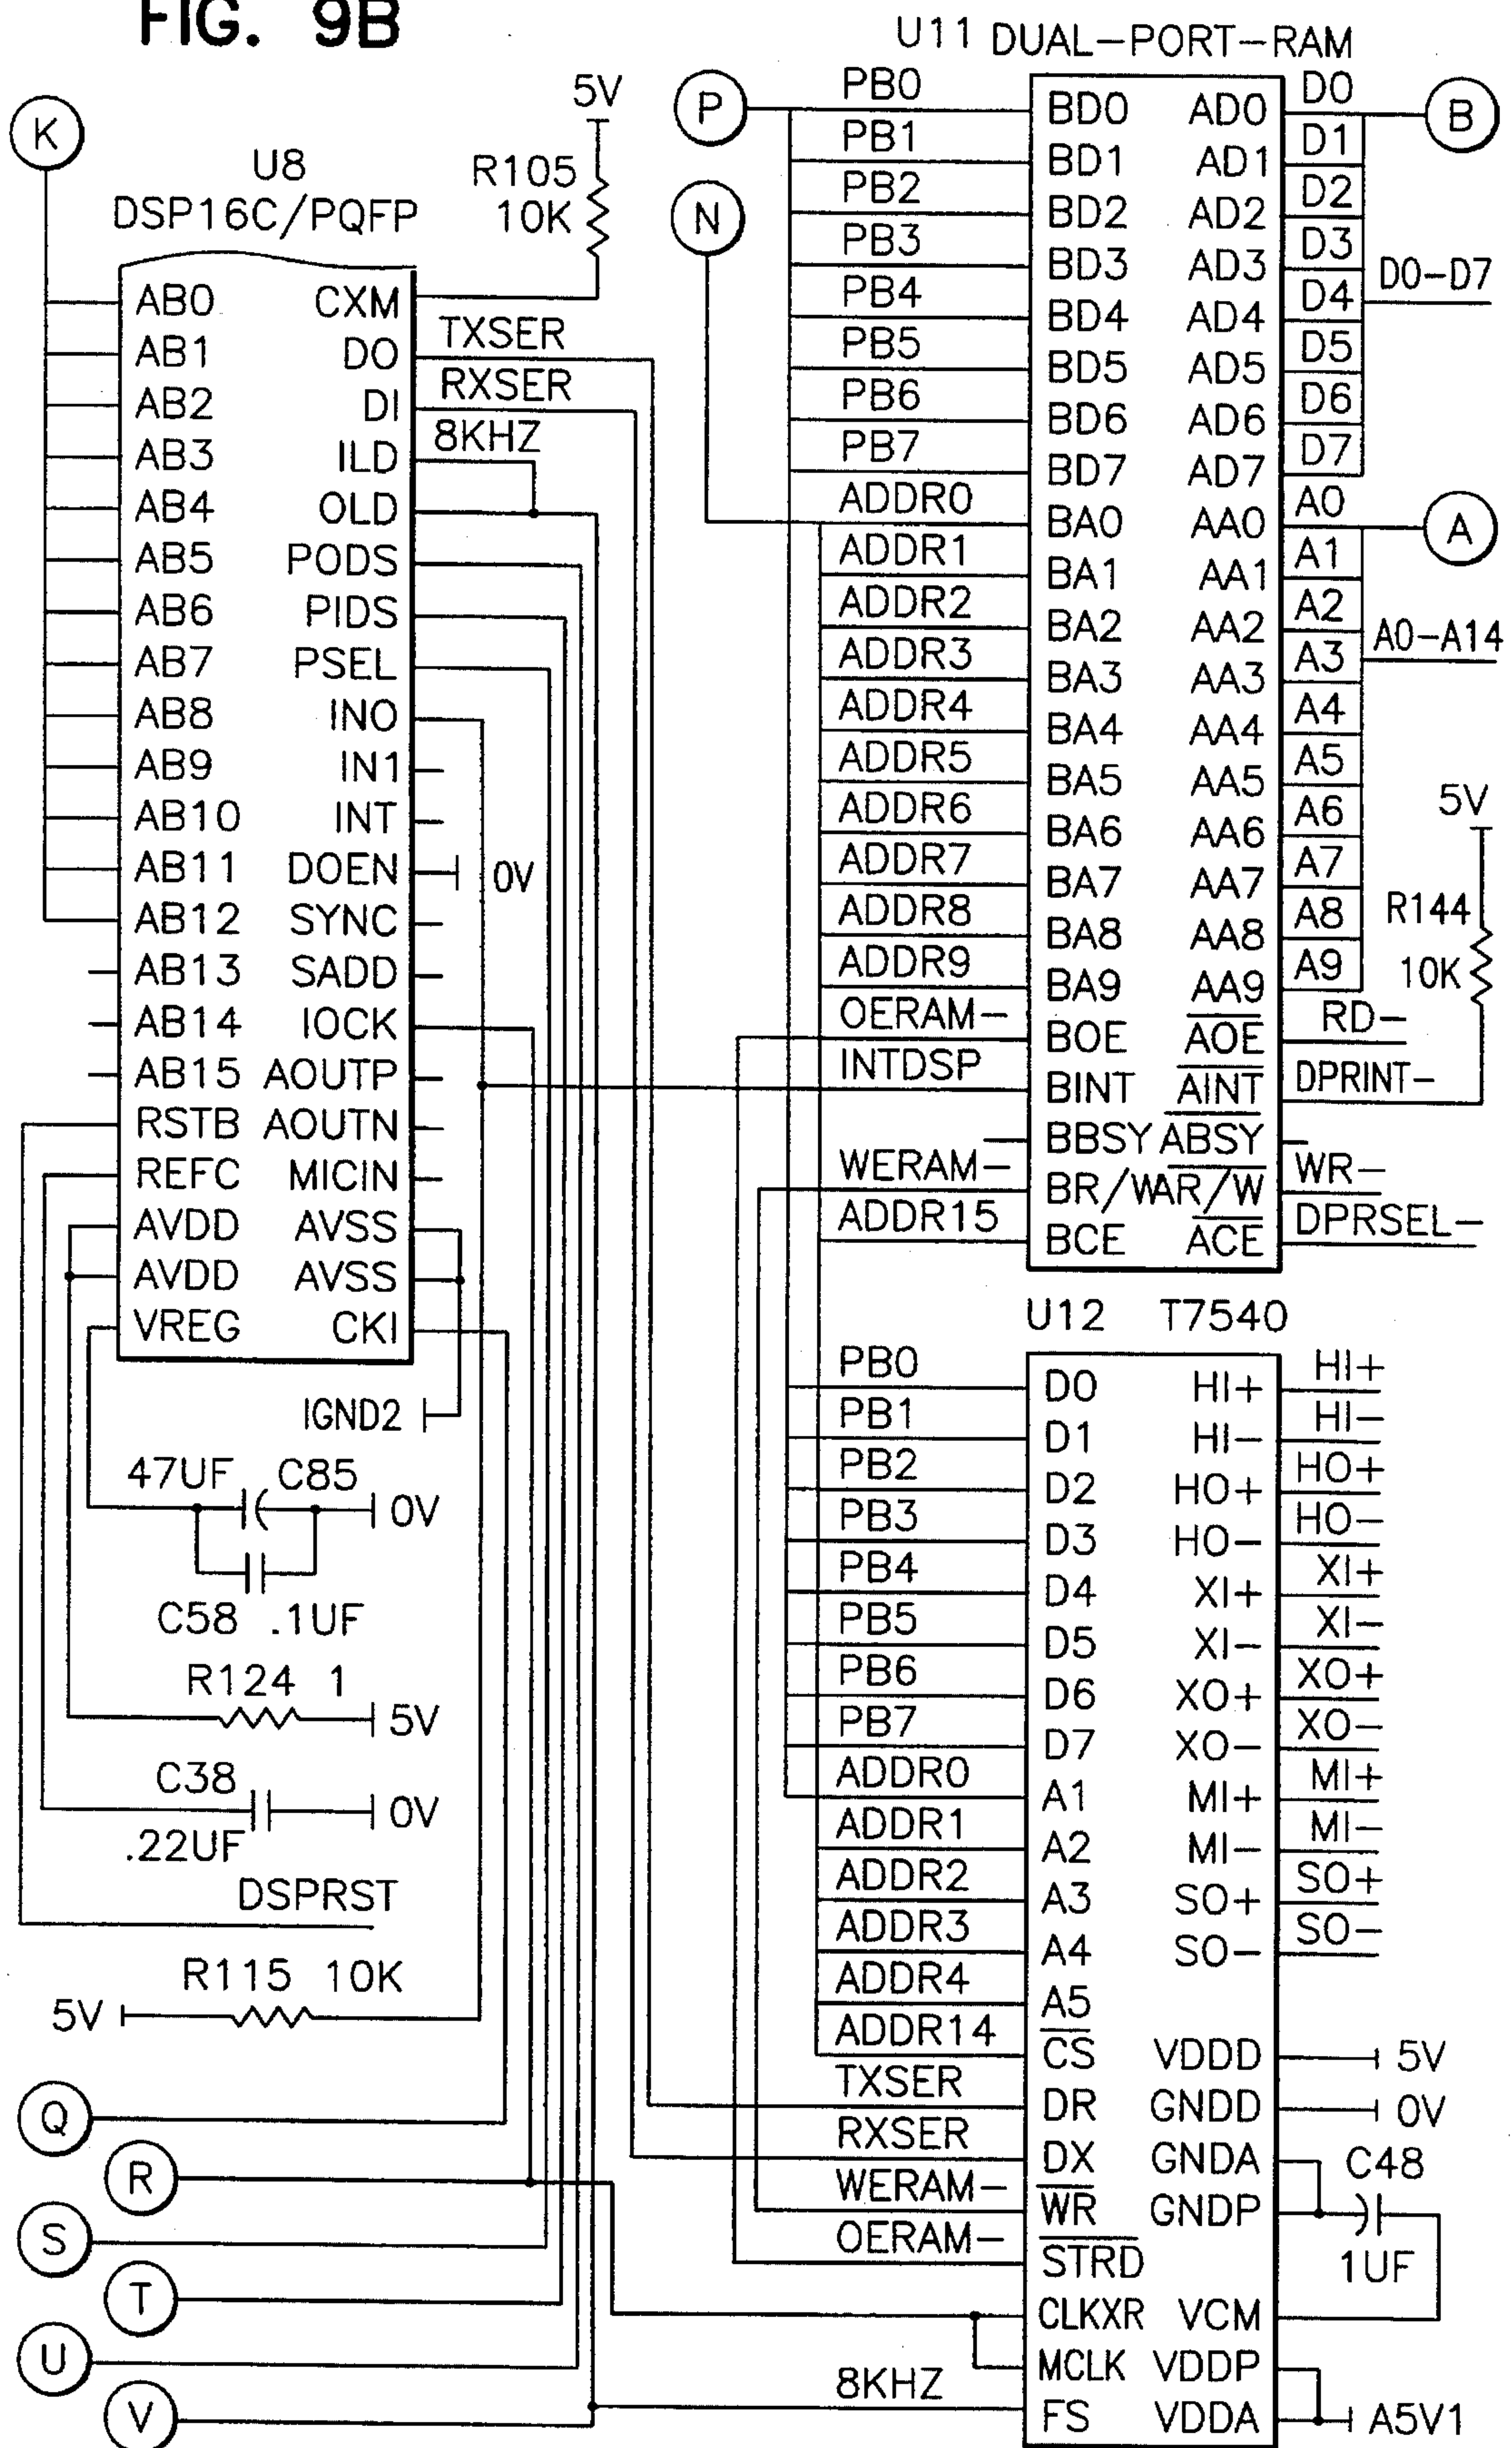 FIG. 9B
K
U8
DSP16C/PQFP
5V
R105
10K
AB0 CXM
AB1 DO
AB2 DI
AB3 ILD
AB4 OLD
AB5 PODS
AB6 PIDS
AB7 PSEL
AB8 IN0
AB9 IN1
AB10 INT
AB11 DOEN
AB12 SYNC
AB13 SADD
AB14 IOCK
AB15 AOUTP
RSTB AOUTN
REFC MICIN
AVDD AVSS
AVDD AVSS
VREG CKI
TXSER
RXSER
8KHZ
0V
IGND2
47UF C85
0V
C58 .1UF
R124 1
5V
C38
0V
.22UF
DSPRST
R115 10K
5V
Q
R
S
T
U
V
U11 DUAL-PORT-RAM
P
N
PB0 BD0 AD0 D0
B
PB1 BD1 AD1 D1
PB2 BD2 AD2 D2
PB3 BD3 AD3 D3
D0-D7
PB4 BD4 AD4 D4
PB5 BD5 AD5 D5
PB6 BD6 AD6 D6
PB7 BD7 AD7 D7
ADDR0 BA0 AA0 A0
A
ADDR1 BA1 AA1 A1
ADDR2 BA2 AA2 A2
A0-A14
ADDR3 BA3 AA3 A3
ADDR4 BA4 AA4 A4
ADDR5 BA5 AA5 A5
ADDR6 BA6 AA6 A6
5V
ADDR7 BA7 AA7 A7
ADDR8 BA8 AA8 A8
R144
ADDR9 BA9 AA9 A9
10K
OERAM- BOE AOE RD-
INTDSP BINT AINT DPRINT-
BBSY ABSY
WERAM- BR/W AR/W WR-
ADDR15 BCE ACE DPRSEL-
U12 T7540
PB0 D0 HI+ HI+
PB1 D1 HI- HI-
PB2 D2 HO+ HO+
PB3 D3 HO- HO-
PB4 D4 XI+ XI+
PB5 D5 XI- XI-
PB6 D6 XO+ XO+
PB7 D7 XO- XO-
ADDR0 A1 MI+ MI+
ADDR1 A2 MI- MI-
ADDR2 A3 SO+ SO+
ADDR3 A4 SO- SO-
ADDR4 A5
ADDR14 CS VDDD 5V
TXSER DR GNDD 0V
RXSER DX GNDA C48
WERAM- WR GNDP
OERAM- STRD 1UF
CLKXR VCM
MCLK VDDP
8KHZ FS VDDA A5V1